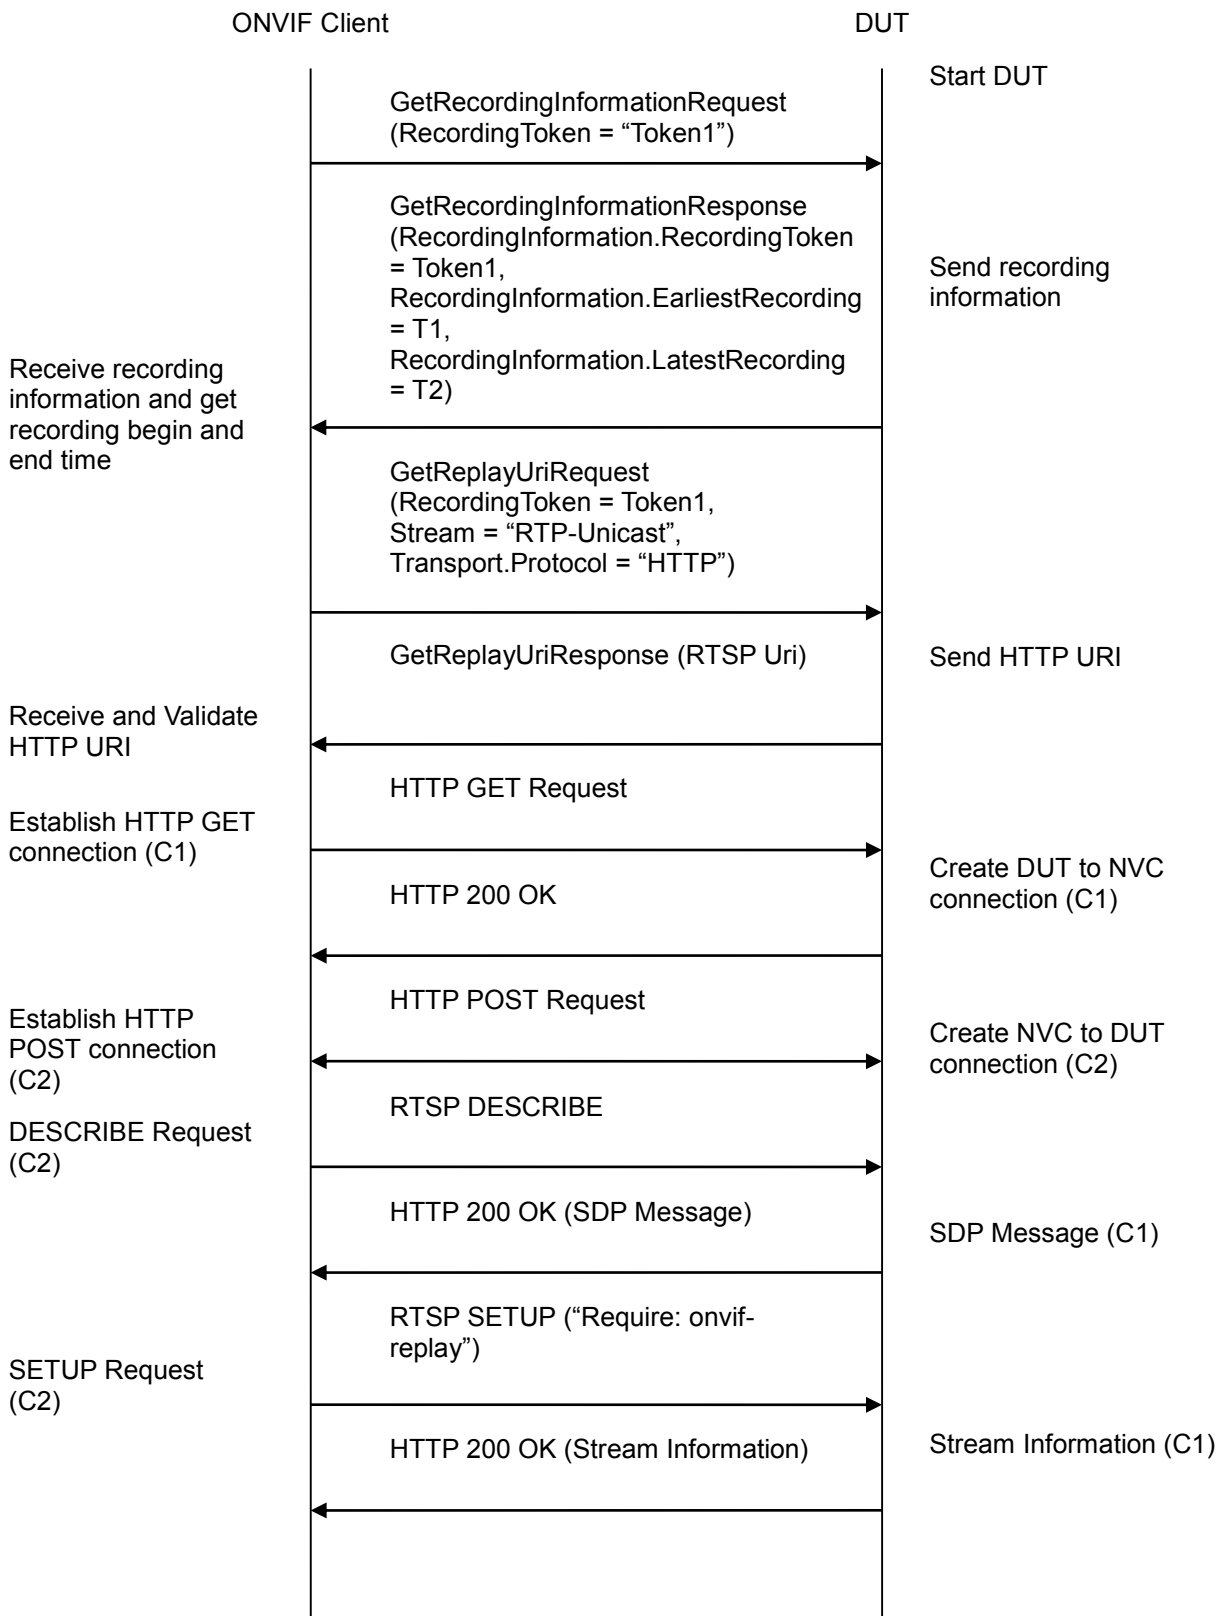 ONVIF Client
DUT
Start DUT
GetRecordingInformationRequest
(RecordingToken = “Token1”)
GetRecordingInformationResponse
(RecordingInformation.RecordingToken
= Token1,
RecordingInformation.EarliestRecording
= T1,
RecordingInformation.LatestRecording
= T2)
Send recording
information
Receive recording
information and get
recording begin and
end time
GetReplayUriRequest
(RecordingToken = Token1,
Stream = “RTP-Unicast”,
Transport.Protocol = “HTTP”)
GetReplayUriResponse (RTSP Uri)
Send HTTP URI
Receive and Validate
HTTP URI
HTTP GET Request
Establish HTTP GET
connection (C1)
HTTP 200 OK
Create DUT to NVC
connection (C1)
HTTP POST Request
Establish HTTP
POST connection
(C2)
Create NVC to DUT
connection (C2)
RTSP DESCRIBE
DESCRIBE Request
(C2)
HTTP 200 OK (SDP Message)
SDP Message (C1)
RTSP SETUP (“Require: onvif-
replay”)
SETUP Request
(C2)
HTTP 200 OK (Stream Information)
Stream Information (C1)